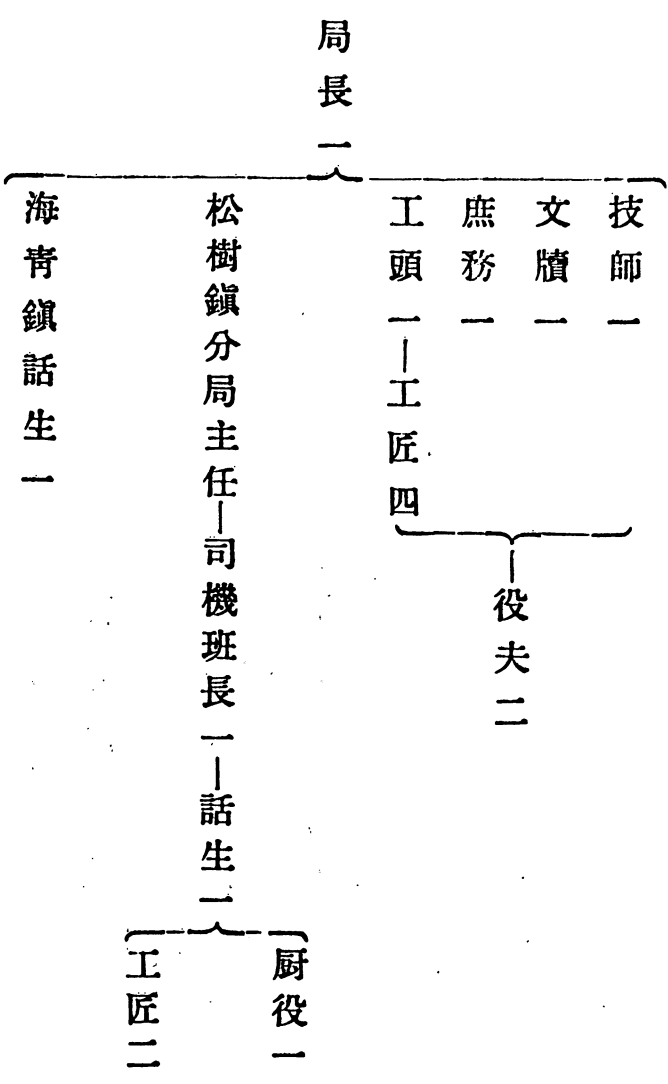 局長一
技師一
文牘一
庶務一
工頭一
工匠四
役夫二
松樹鎮分局主任
司機班長一
話生一
厨役一
工匠二
海青鎮話生一